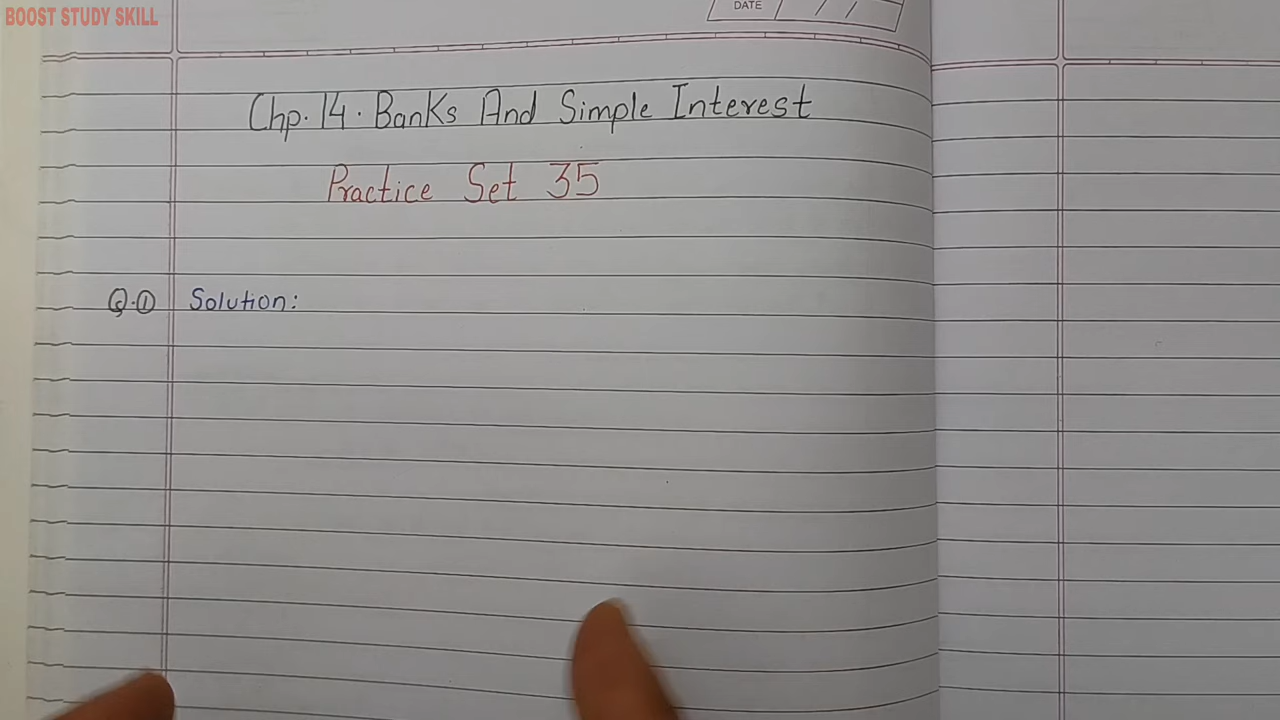 BOOST STUDY SKILL
DATE / /
Chp. 14. Banks And Simple Interest
Practice Set 35
Q.① Solution: